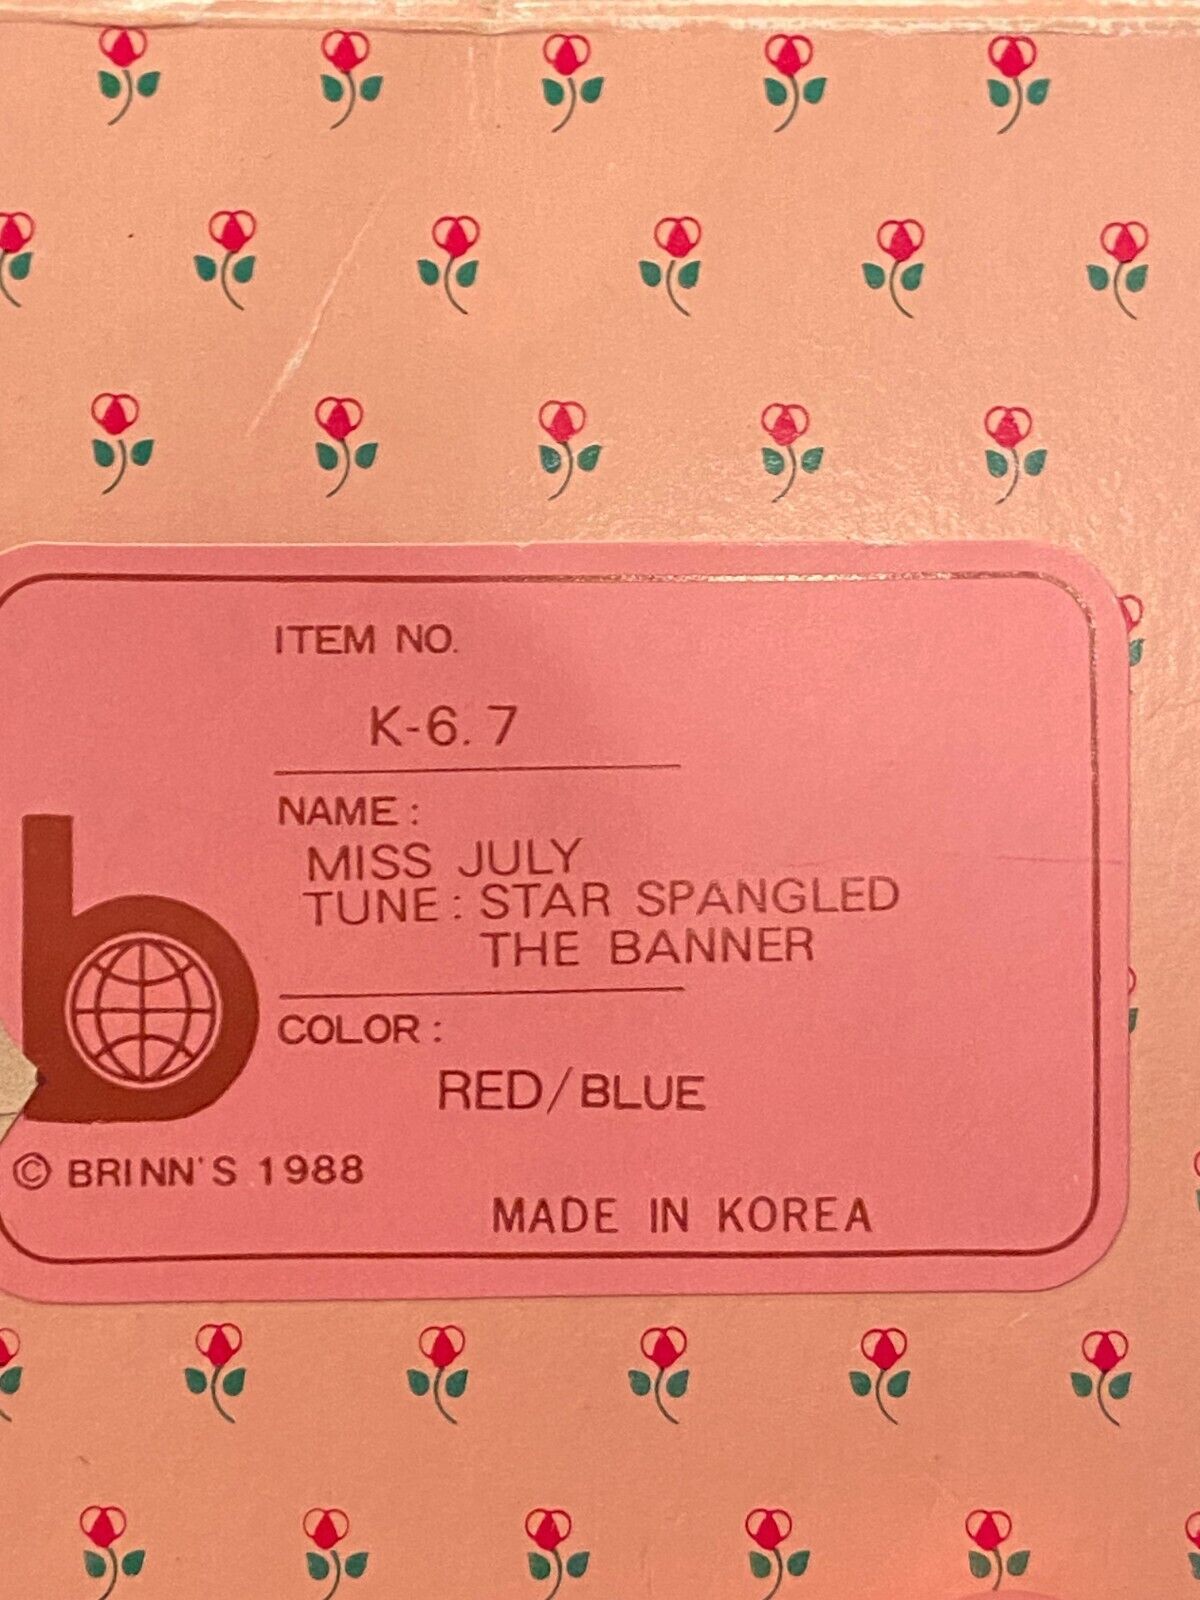 ITEM NO.
K-6.7
NAME:
MISS JULY
TUNE: STAR SPANGLED
THE BANNER
COLOR:
RED/BLUE
b
© BRINN'S 1988
MADE IN KOREA